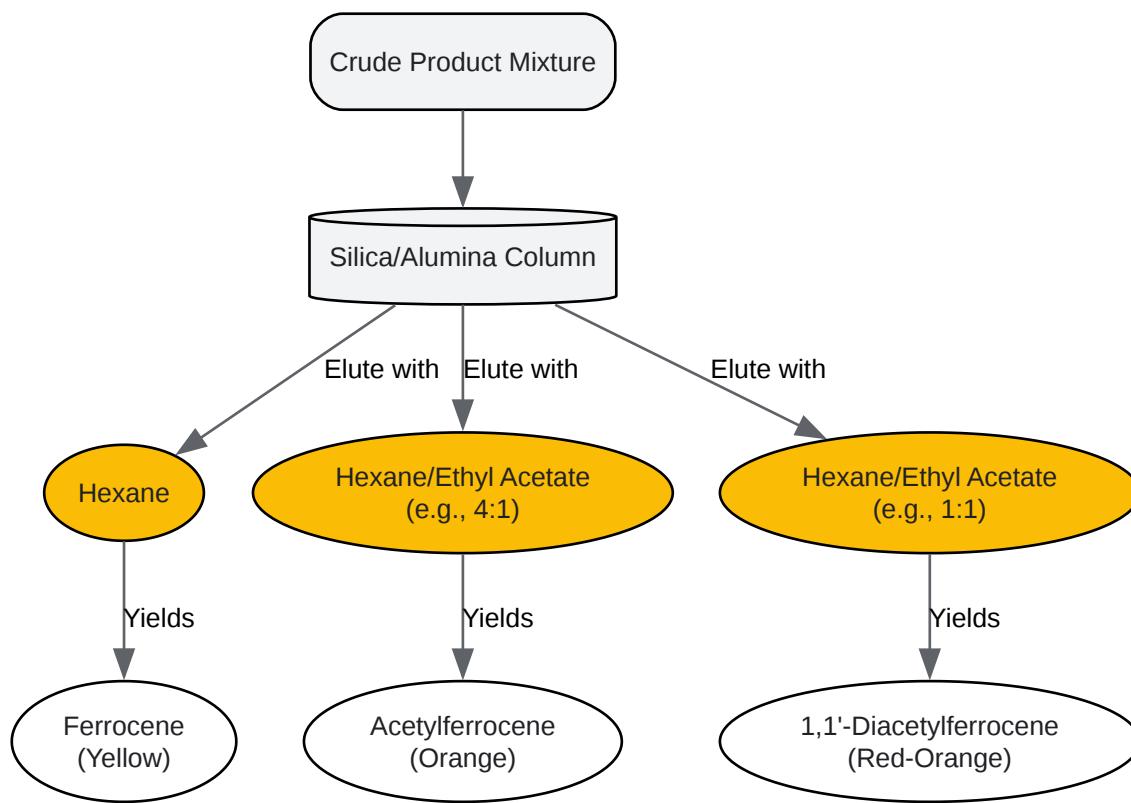 Crude Product Mixture
Silica/Alumina Column
Elute with
Elute with
Elute with
Hexane
Hexane/Ethyl Acetate
(e.g., 4:1)
Hexane/Ethyl Acetate
(e.g., 1:1)
Yields
Yields
Yields
Ferrocene
(Yellow)
Acetylferrocene
(Orange)
1,1'-Diacetylferrocene
(Red-Orange)